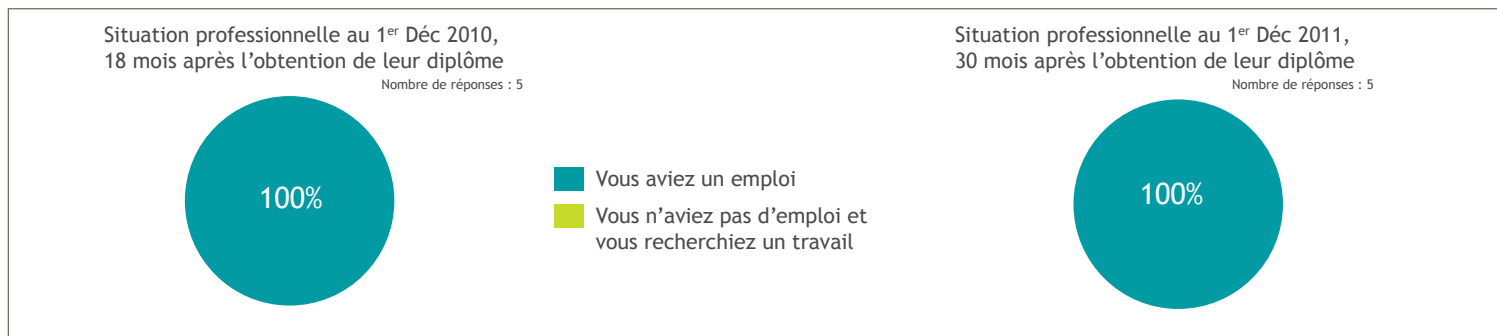 Situation professionnelle au 1er Déc 2010,
18 mois après l’obtention de leur diplôme
Nombre de réponses : 5
100%
Vous aviez un emploi
Vous n’aviez pas d’emploi et
vous recherchiez un travail
Situation professionnelle au 1er Déc 2011,
30 mois après l’obtention de leur diplôme
Nombre de réponses : 5
100%